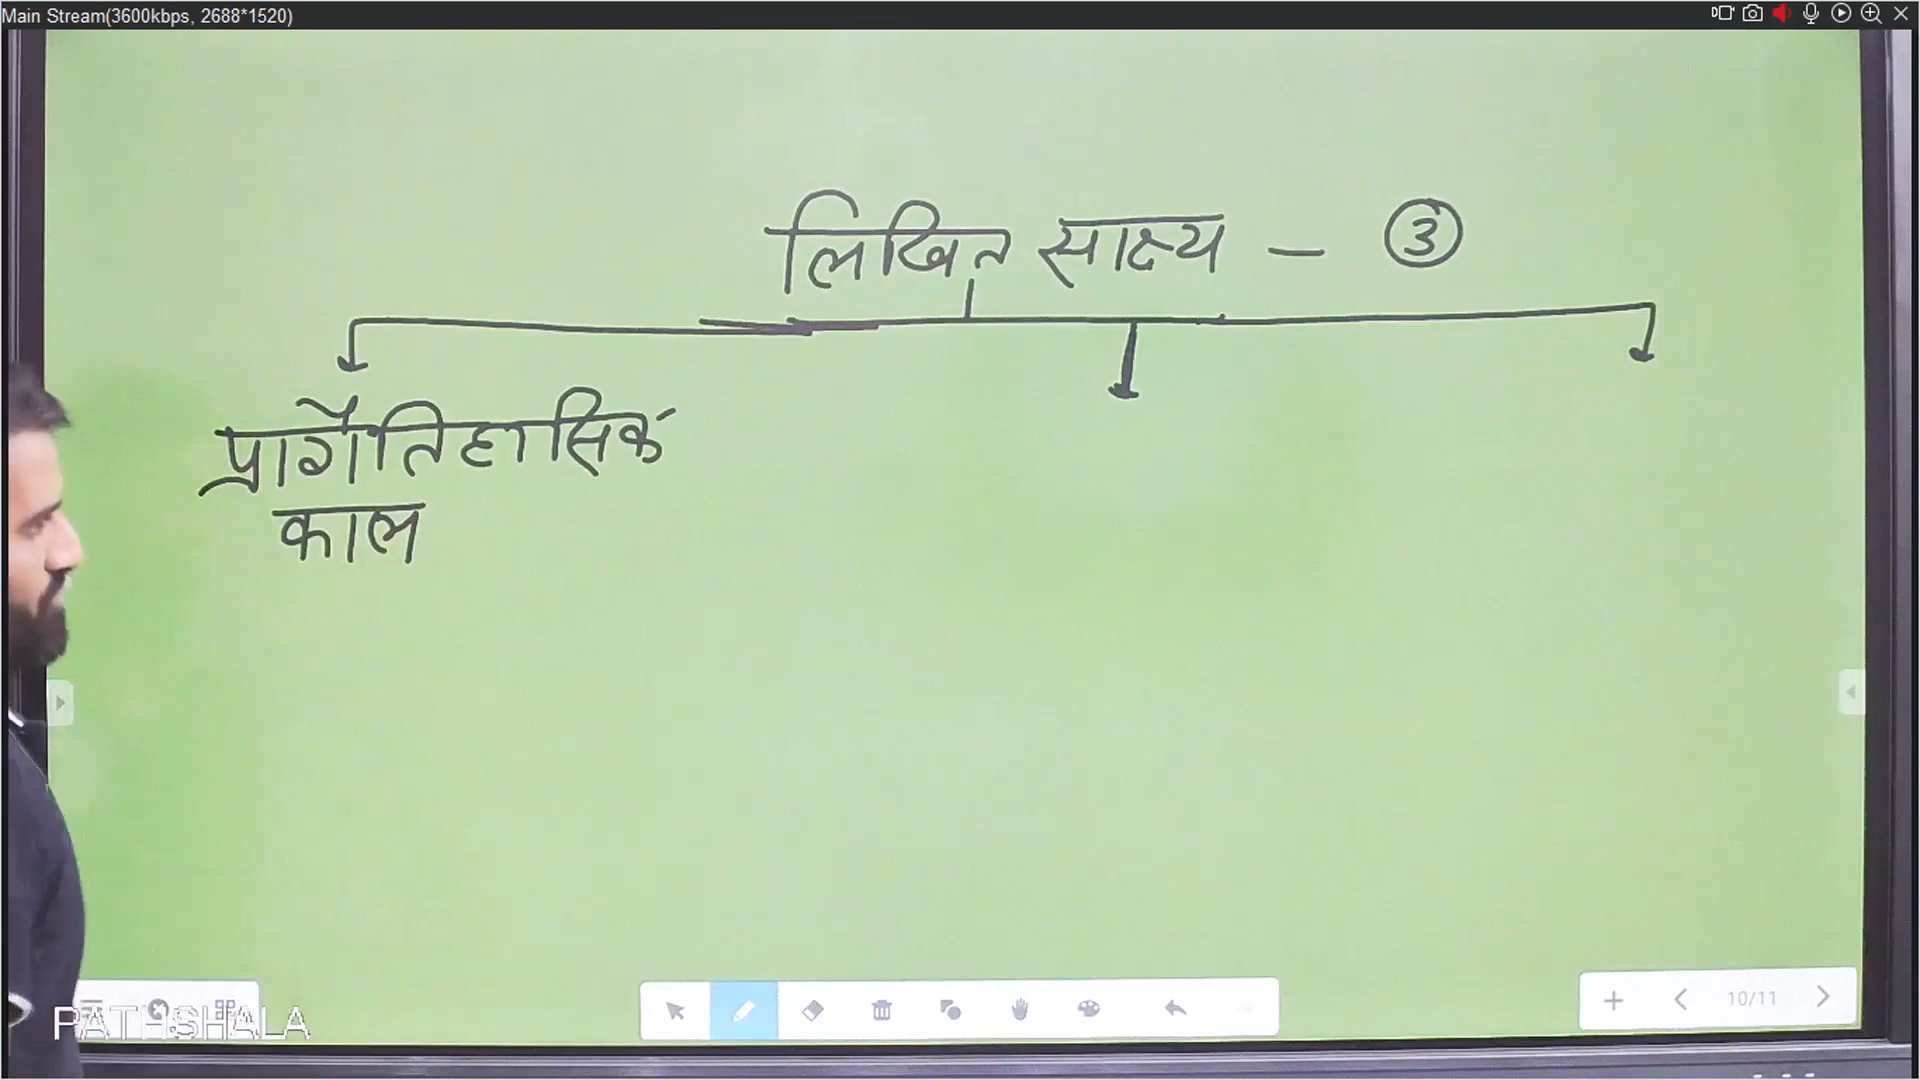 Main Stream(3600kbps, 2688*1520)
लिखित साक्ष्य - ③
प्रागैतिहासिक
काल
10/11
PATHSHALA